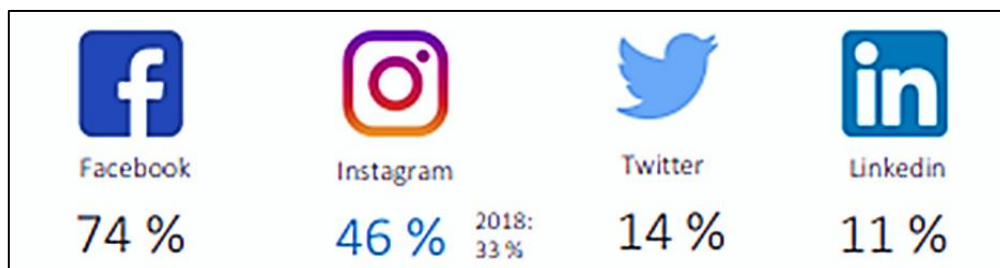 Facebook
74 %
Instagram
46 %
2018:
33 %
Twitter
14 %
Linkedin
11 %